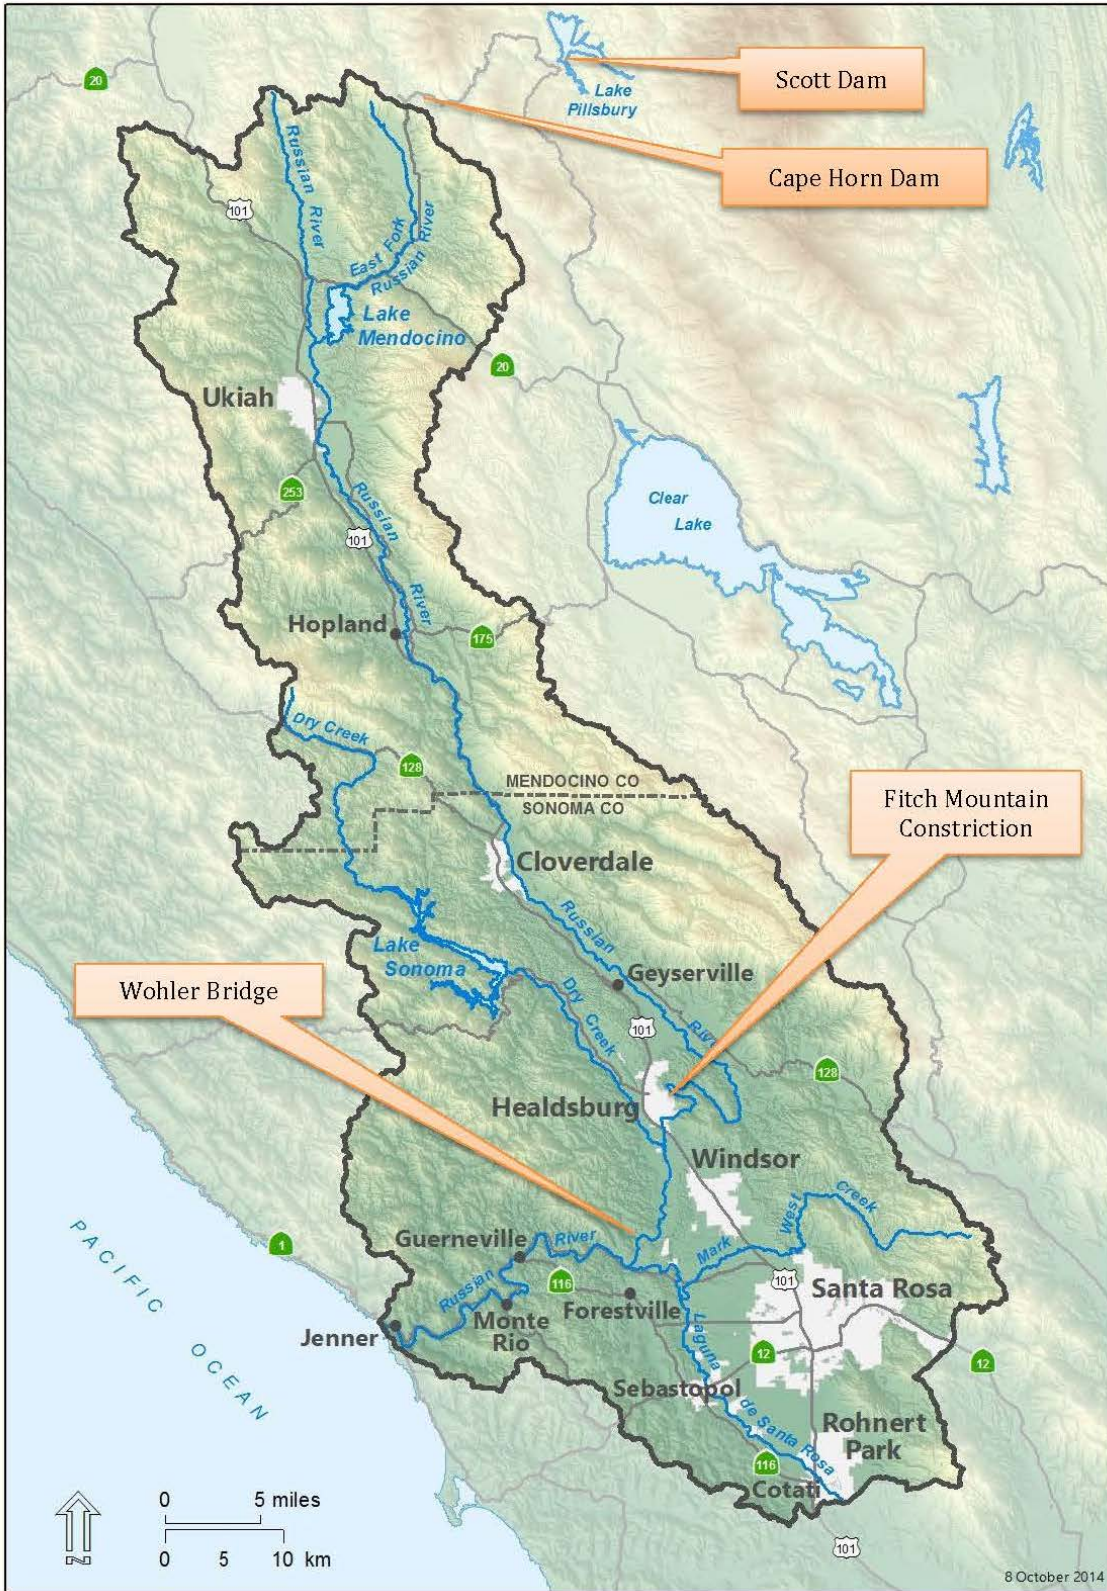 Scott Dam
20
Lake
Pillsbury
Cape Horn Dam
Russian River
101
East Fork
Russian River
Lake
Mendocino
20
Ukiah
253
Russian
River
101
Clear
Lake
Hopland
175
Dry Creek
128
MENDOCINO CO
SONOMA CO
Fitch Mountain
Constriction
Cloverdale
Russian
River
Lake
Sonoma
Geyserville
Wohler Bridge
Dry Creek
101
128
Healdsburg
Windsor
Mark West Creek
1
Guerneville
Russian River
116
Forestville
101
Santa Rosa
Jenner
Monte
Rio
12
12
Laguna de Santa Rosa
Sebastopol
Rohnert
Park
116
Cotati
PACIFIC OCEAN
N
0 5 miles
0 5 10 km
101
8 October 2014